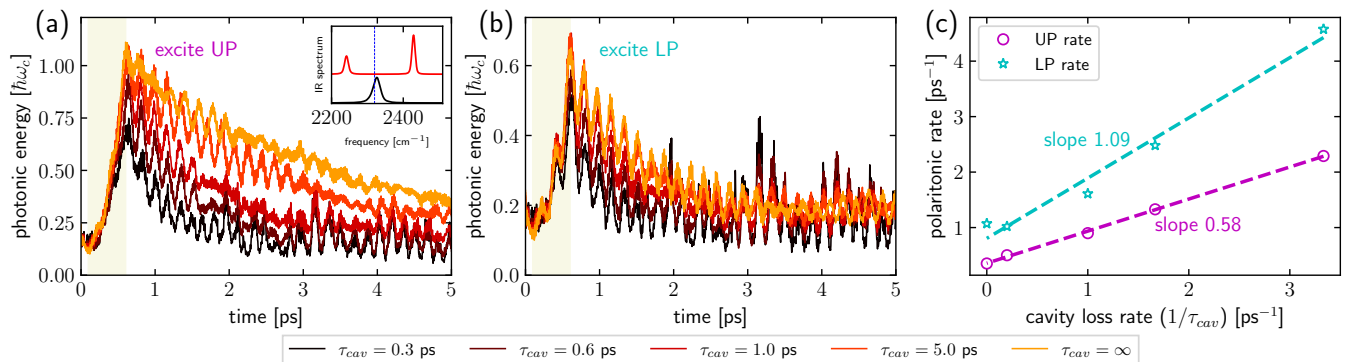 (a)
excite UP
photonic energy [ħω_c]
1.00
0.75
0.50
0.25
0.00
0 1 2 3 4 5
time [ps]
IR spectrum
2200 2400
frequency [cm⁻¹]
(b)
excite LP
photonic energy [ħω_c]
0.6
0.4
0.2
0.0
0 1 2 3 4 5
time [ps]
(c)
UP rate
LP rate
polaritonic rate [ps⁻¹]
4
3
2
1
slope 1.09
slope 0.58
0 1 2 3
cavity loss rate (1/τ_cav) [ps⁻¹]
τ_cav = 0.3 ps τ_cav = 0.6 ps τ_cav = 1.0 ps τ_cav = 5.0 ps τ_cav = ∞